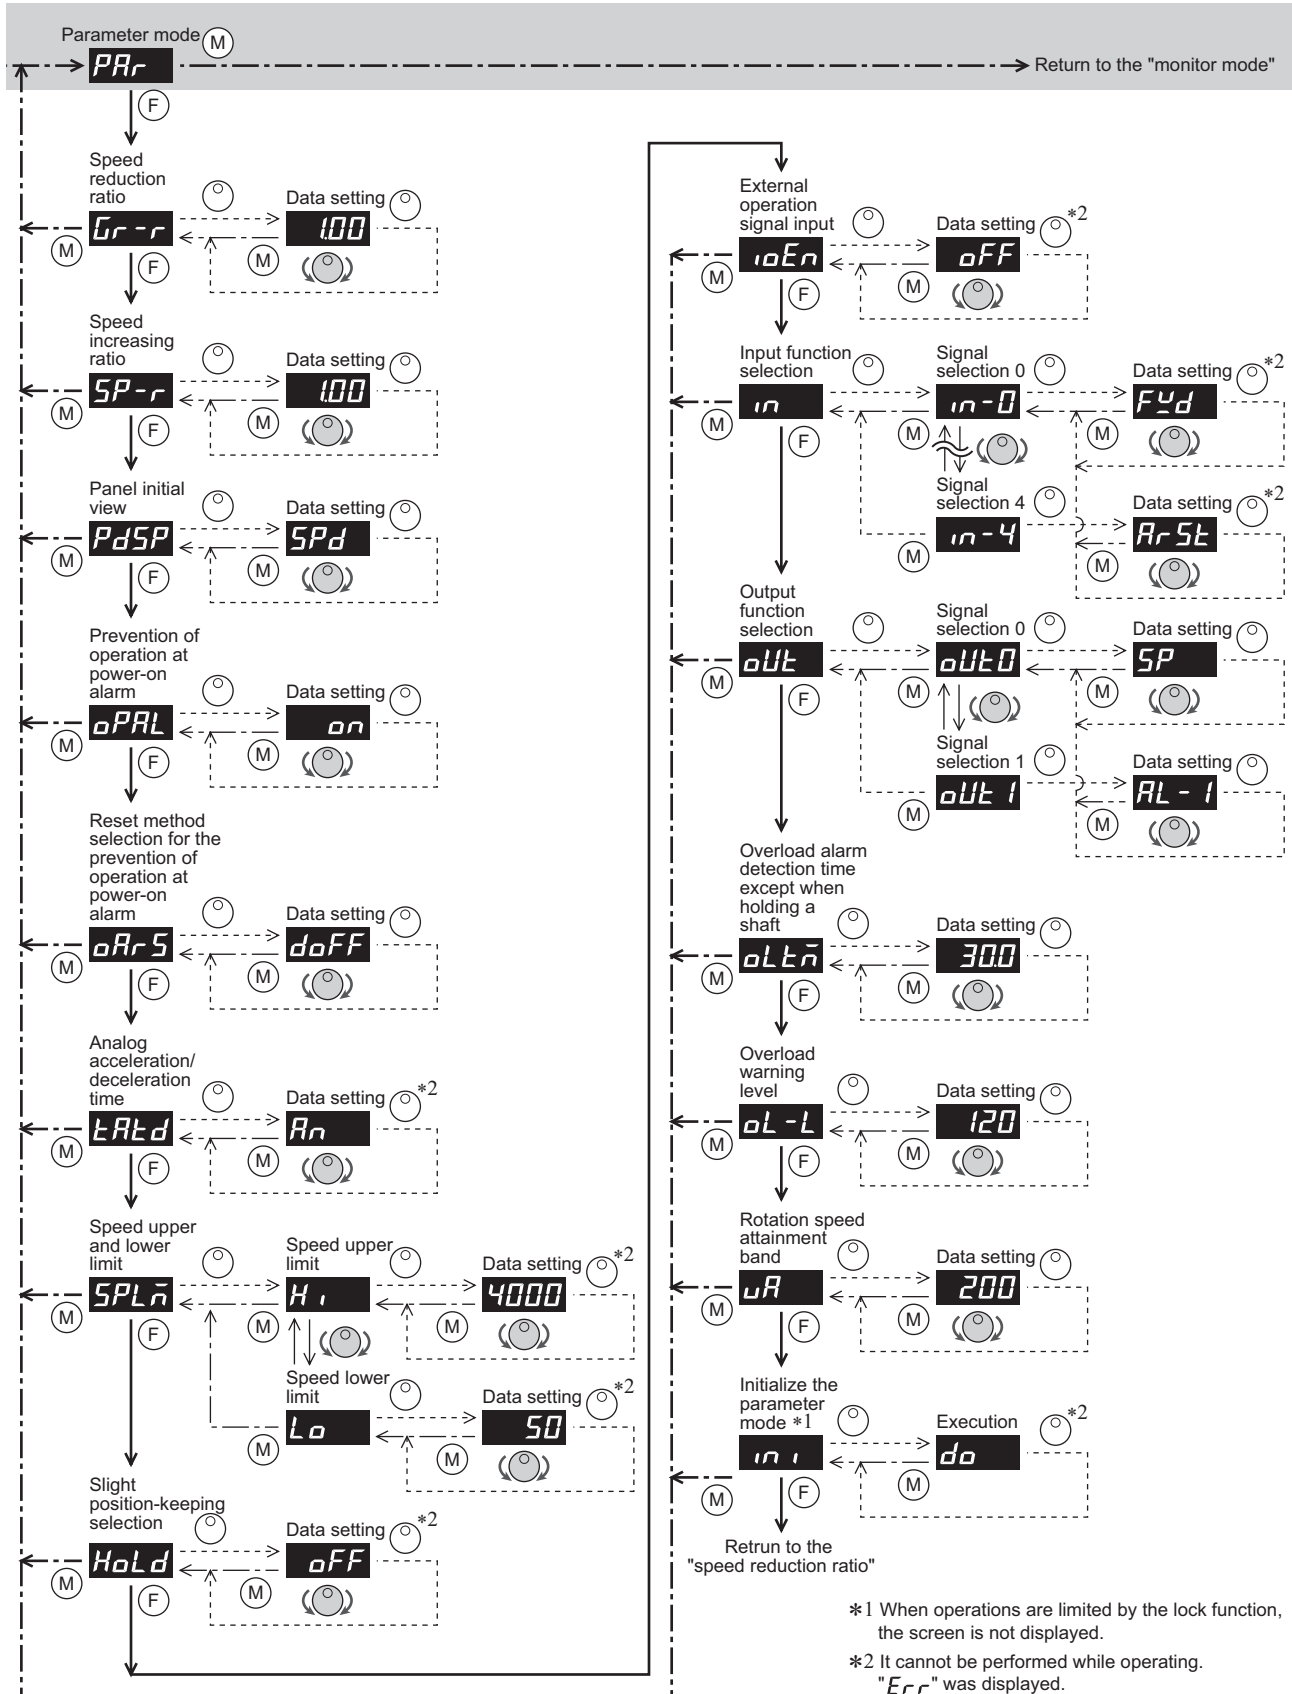 Parameter mode M
PAr
Return to the "monitor mode"
F
Speed
reduction
ratio
Data setting
Gr-r
1.00
M
M
F
Speed
increasing
ratio
Data setting
SP-r
1.00
M
M
F
Panel initial
view
Data setting
PdSP
SPd
M
M
F
Prevention of
operation at
power-on
alarm
Data setting
oPAL
on
M
M
F
Reset method
selection for the
prevention of
operation at
power-on
alarm
Data setting
oArS
doFF
M
M
F
Analog
acceleration/
deceleration
time
Data setting *2
tAtd
An
M
M
F
Speed upper
and lower
limit
Speed upper
limit
Data setting *2
SPLm
Hi
4000
M
M
M
F
Speed lower
limit
Data setting *2
Lo
50
M
M
Slight
position-keeping
selection
Data setting *2
HoLd
oFF
M
M
F
External
operation
signal input
Data setting *2
ioEn
oFF
M
M
F
Input function
selection
Signal
selection 0
Data setting *2
in
in-0
Fwd
M
M
M
F
Signal
selection 4
Data setting *2
in-4
ArSt
M
M
Output
function
selection
Signal
selection 0
Data setting
oUt
oUt0
SP
M
M
M
F
Signal
selection 1
Data setting
oUt1
AL-1
M
M
Overload alarm
detection time
except when
holding a
shaft
Data setting
oLtm
30.0
M
M
F
Overload
warning
level
Data setting
oL-L
120
M
M
F
Rotation speed
attainment
band
Data setting
uA
200
M
M
F
Initialize the
parameter
mode *1
Execution *2
ini
do
M
M
F
Retrun to the
"speed reduction ratio"
*1 When operations are limited by the lock function,
the screen is not displayed.
*2 It cannot be performed while operating.
"Err" was displayed.